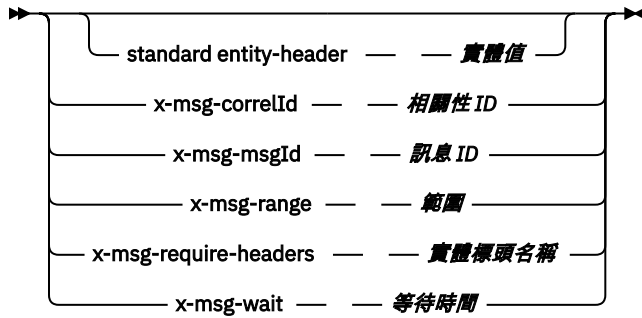 standard entity-header — — 實體值
x-msg-correlId — — 相關性 ID
x-msg-msgId — — 訊息 ID
x-msg-range — — 範圍
x-msg-require-headers — — 實體標頭名稱
x-msg-wait — — 等待時間